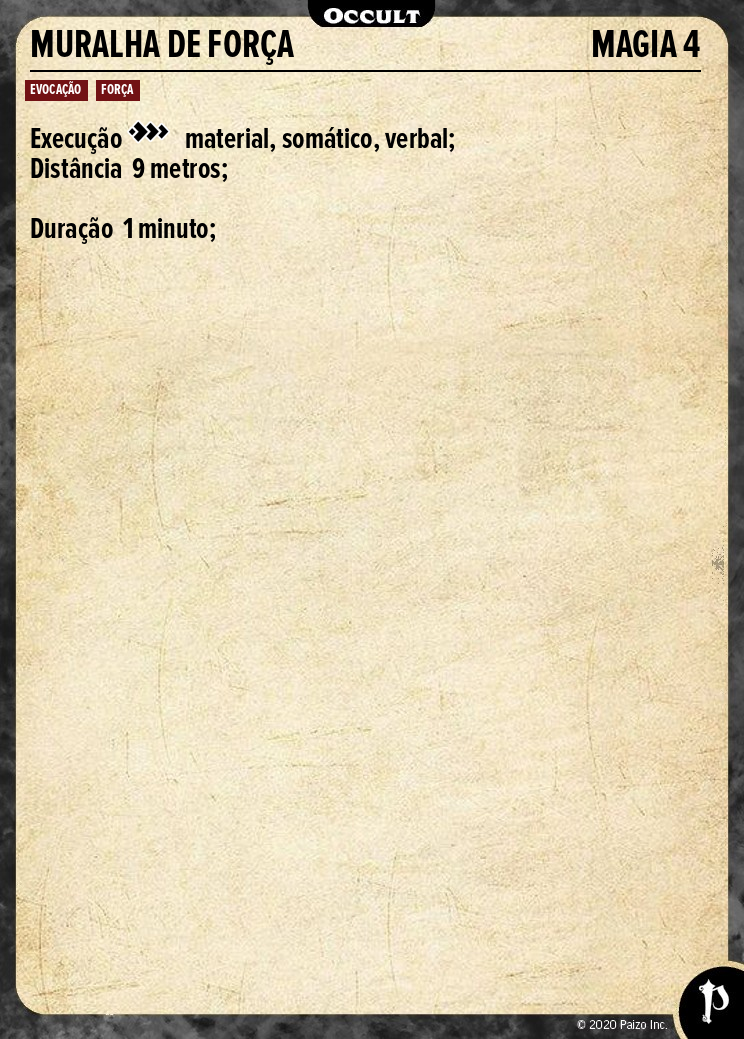 OCCULT
MURALHA DE FORÇA MAGIA 4
EVOCAÇÃO FORÇA
Execução material, somático, verbal;
Distância 9 metros;
Duração 1 minuto;
© 2020 Paizo Inc.